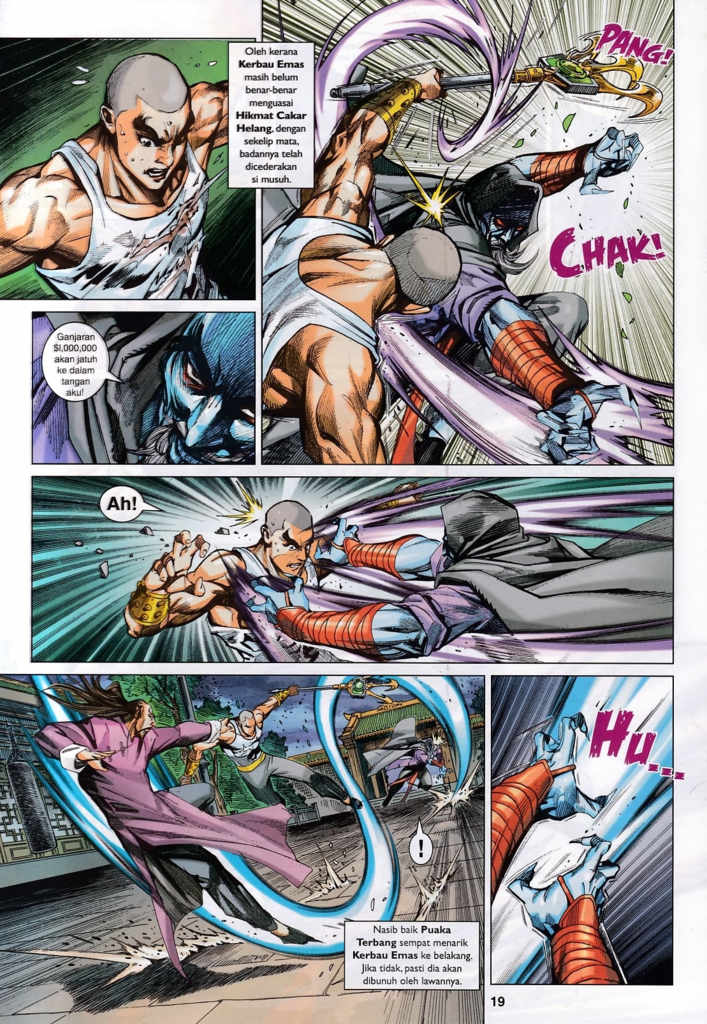 Oleh kerana
Kerbau Emas
masih belum
benar-benar
menguasai
Hikmat Cakar
Helang, dengan
sekelip mata,
badannya telah
dicederakan
si musuh.
PANG!
CHAK!
Ganjaran
$1,000,000
akan jatuh
ke dalam
tangan
aku!
Ah!
!
Nasib baik Puaka
Terbang sempat menarik
Kerbau Emas ke belakang.
Jika tidak, pasti dia akan
dibunuh oleh lawannya.
HU...
19